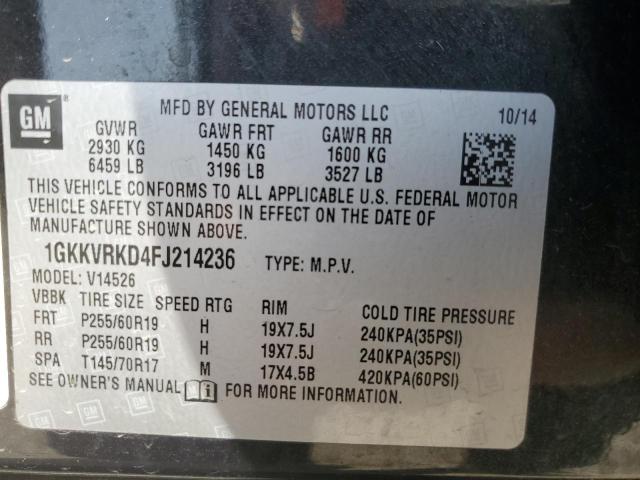 GM ® MFD BY GENERAL MOTORS LLC 10/14
GVWR GAWR FRT GAWR RR
2930 KG 1450 KG 1600 KG
6459 LB 3196 LB 3527 LB
THIS VEHICLE CONFORMS TO ALL APPLICABLE U.S. FEDERAL MOTOR
VEHICLE SAFETY STANDARDS IN EFFECT ON THE DATE OF
MANUFACTURE SHOWN ABOVE.
1GKKVRKD4FJ214236 TYPE: M.P.V.
MODEL: V14526
VBBK TIRE SIZE SPEED RTG RIM COLD TIRE PRESSURE
FRT P255/60R19 H 19X7.5J 240KPA(35PSI)
RR P255/60R19 H 19X7.5J 240KPA(35PSI)
SPA T145/70R17 M 17X4.5B 420KPA(60PSI)
SEE OWNER'S MANUAL FOR MORE INFORMATION.